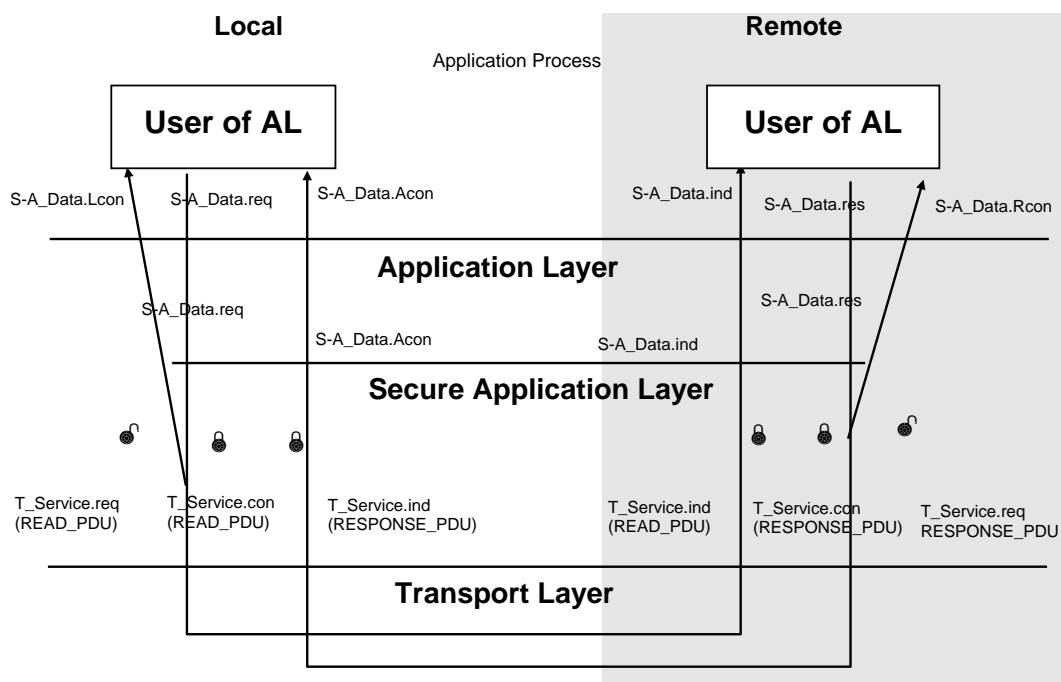 Local
Remote
Application Process
User of AL
User of AL
S-A_Data.Lcon
S-A_Data.req
S-A_Data.Acon
S-A_Data.ind
S-A_Data.res
S-A_Data.Rcon
Application Layer
S-A_Data.req
S-A_Data.res
S-A_Data.Acon
S-A_Data.ind
Secure Application Layer
T_Service.req
(READ_PDU)
T_Service.con
(READ_PDU)
T_Service.ind
(RESPONSE_PDU)
T_Service.ind
(READ_PDU)
T_Service.con
(RESPONSE_PDU)
T_Service.req
RESPONSE_PDU
Transport Layer